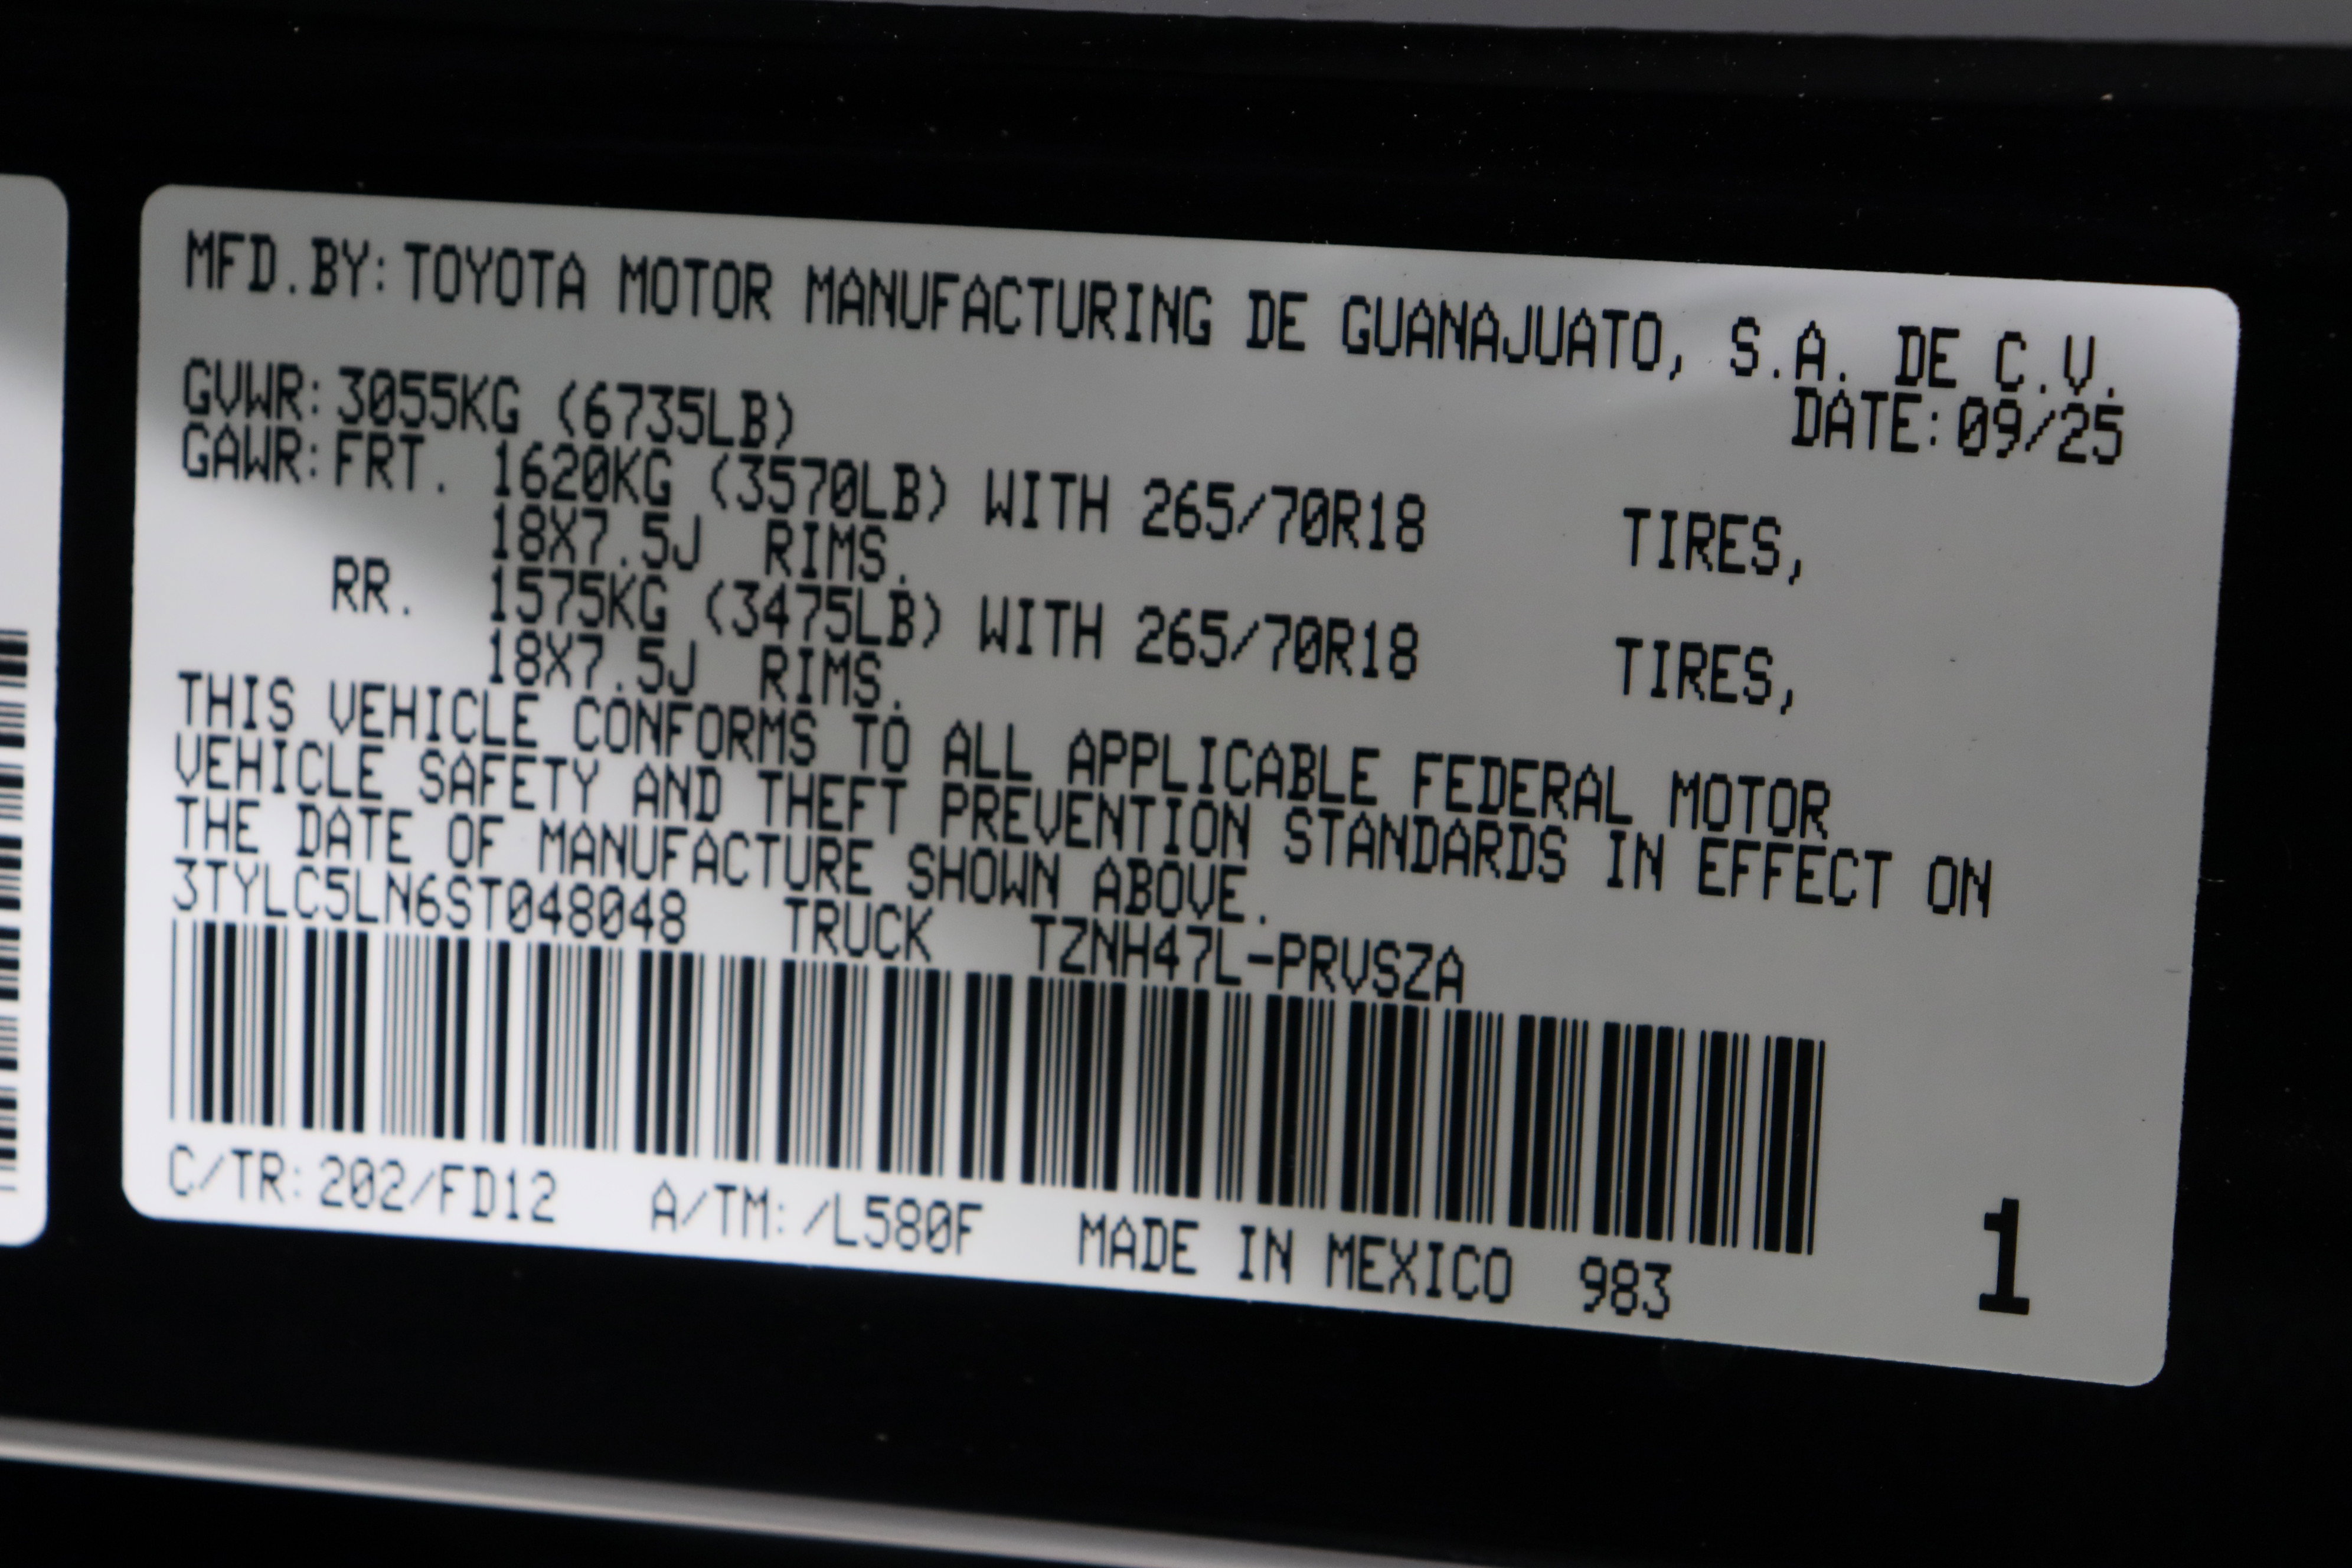 MFD.BY: TOYOTA MOTOR MANUFACTURING DE GUANAJUATO, S.A. DE C.V.
DATE: 09/25
GVWR: 3055KG (6735LB)
GAWR: FRT. 1620KG (3570LB) WITH 265/70R18 TIRES,
18X7.5J RIMS.
RR. 1575KG (3475LB) WITH 265/70R18 TIRES,
18X7.5J RIMS.
THIS VEHICLE CONFORMS TO ALL APPLICABLE FEDERAL MOTOR
VEHICLE SAFETY AND THEFT PREVENTION STANDARDS IN EFFECT ON
THE DATE OF MANUFACTURE SHOWN ABOVE.
3TYLC5LN6ST048048 TRUCK TZNH47L-PRVSZA
C/TR: 202/FD12 A/TM: /L580F MADE IN MEXICO 983
1